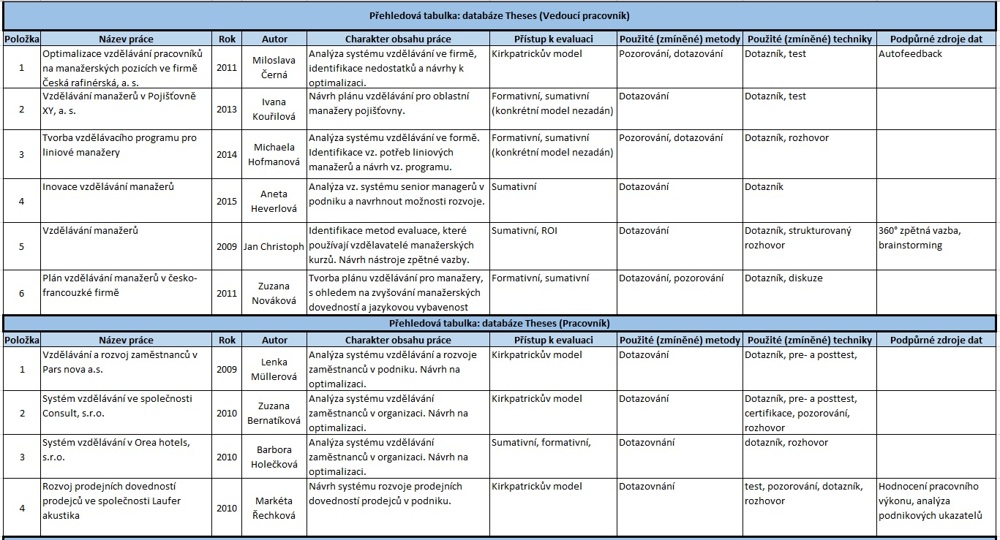 Přehledová tabulka: databáze Theses (Vedoucí pracovník)
Položka Název práce Rok Autor Charakter obsahu práce Přístup k evaluaci Použité (zmíněné) metody Použité (zmíněné) techniky Podpůrné zdroje dat
1
Optimalizace vzdělávání pracovníků
na manažerských pozicích ve firmě
Česká rafinérská, a. s.
2011
Miloslava
Černá
Analýza systému vzdělávání ve firmě,
identifikace nedostatků a návrhy k
optimalizaci.
Kirkpatrickův model
Pozorování, dotazování
Dotazník, test
Autofeedback
2
Vzdělávání manažerů v Pojišťovně
XY, a. s.
2013
Ivana
Kouřilová
Návrh plánu vzdělávání pro oblastní
manažery pojišťovny.
Formativní, sumativní
(konkrétní model nezadán)
Dotazování
Dotazník, test
3
Tvorba vzdělávacího programu pro
liniové manažery
2014
Michaela
Hofmanová
Analýza systému vzdělávání ve formě.
Identifikace vz. potřeb liniových
manažerů a návrh vz. programu.
Formativní, sumativní
(konkrétní model nezadán)
Pozorování, dotazování
Dotazník, rozhovor
4
Inovace vzdělávání manažerů
2015
Aneta
Heverlová
Analýza vz. systému senior managerů v
podniku a navrhnout možnosti rozvoje.
Sumativní
Dotazování
Dotazník
5
Vzdělávání manažerů
2009
Jan Christoph
Identifikace metod evaluace, které
používají vzdělavatelé manažerských
kurzů. Návrh nástroje zpětné vazby.
Sumativní, ROI
Dotazování
Dotazník, strukturovaný
rozhovor
360° zpětná vazba,
brainstorming
6
Plán vzdělávání manažerů v česko-
francouzké firmě
2011
Zuzana
Nováková
Tvorba plánu vzdělávání pro manažery,
s ohledem na zvyšování manažerských
dovedností a jazykovou vybavenost
Formativní, sumativní
Dotazování, pozorování
Dotazník, diskuze
Přehledová tabulka: databáze Theses (Pracovník)
Položka Název práce Rok Autor Charakter obsahu práce Přístup k evaluaci Použité (zmíněné) metody Použité (zmíněné) techniky Podpůrné zdroje dat
1
Vzdělávání a rozvoj zaměstnanců v
Pars nova a.s.
2009
Lenka
Müllerová
Analýza systému vzdělávání a rozvoje
zaměstnanců v podniku. Návrh na
optimalizaci.
Kirkpatrickův model
Dotazování
Dotazník, pre- a posttest,
2
Systém vzdělávání ve společnosti
Consult, s.r.o.
2010
Zuzana
Bernatíková
Analýza systému vzdělávání
zaměstnanců v organizaci. Návrh na
optimalizaci.
Kirkpatrickův model
Dotazování
Dotazník, pre- a posttest,
certifikace, pozorování,
rozhovor
3
Systém vzdělávání v Orea hotels,
s.r.o.
2010
Barbora
Holečková
Analýza systému vzdělávání
zaměstnanců v organizaci. Návrh na
optimalizaci.
Sumativní, formativní,
Dotazovnání
dotazník, rozhovor
4
Rozvoj prodejních dovedností
prodejců ve společnosti Laufer
akustika
2010
Markéta
Řechková
Návrh systému rozvoje prodejních
dovedností prodejců v podniku.
Kirkpatrickův model
Dotazovnání
test, pozorování, dotazník,
rozhovor
Hodnocení pracovního
výkonu, analýza
podnikových ukazatelů